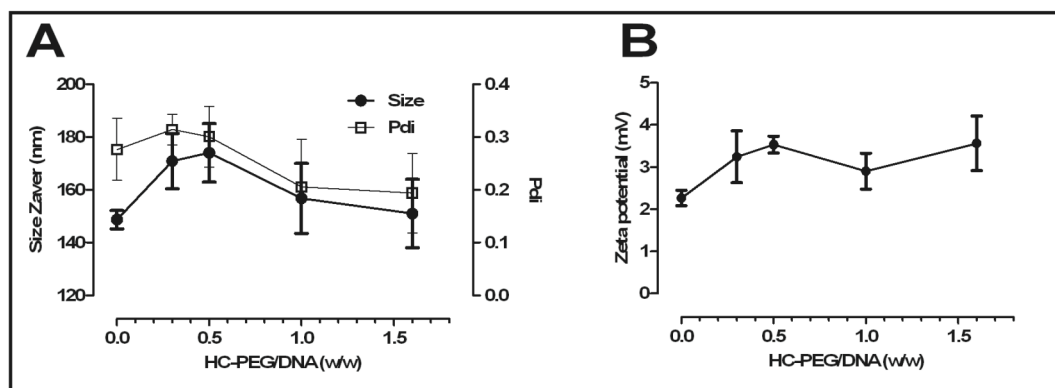 A
200
180
160
140
120
Size Zaver (nm)
Size
Pdi
0.4
0.3
0.2
0.1
0.0
Pdi
0.0 0.5 1.0 1.5
HC-PEG/DNA (w/w)
B
5
4
3
2
1
0
Zeta potential (mV)
0.0 0.5 1.0 1.5
HC-PEG/DNA (w/w)